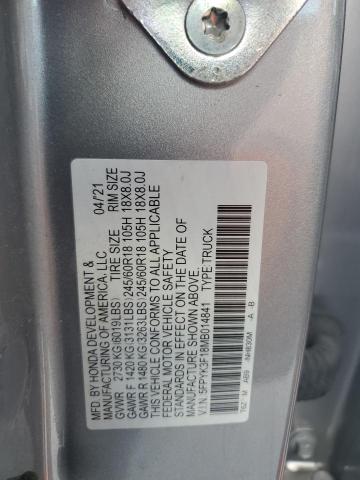 MFD. BY HONDA DEVELOPMENT &
MANUFACTURING OF AMERICA, LLC 04/'21
GVWR 2730 KG(6019LBS) TIRE SIZE RIM SIZE
GAWR F 1420 KG(3131LBS)245/60R18 105H 18X8.0J
GAWR R 1480 KG(3263LBS)245/60R18 105H 18X8.0J
THIS VEHICLE CONFORMS TO ALL APPLICABLE
FEDERAL MOTOR VEHICLE SAFETY STANDARDS
IN EFFECT ON THE DATE OF
MANUFACTURE SHOWN ABOVE.
V.I.N. 5FPYK3F18MB014841 TYPE:TRUCK
T6Z M AB9 NH830M -A -B